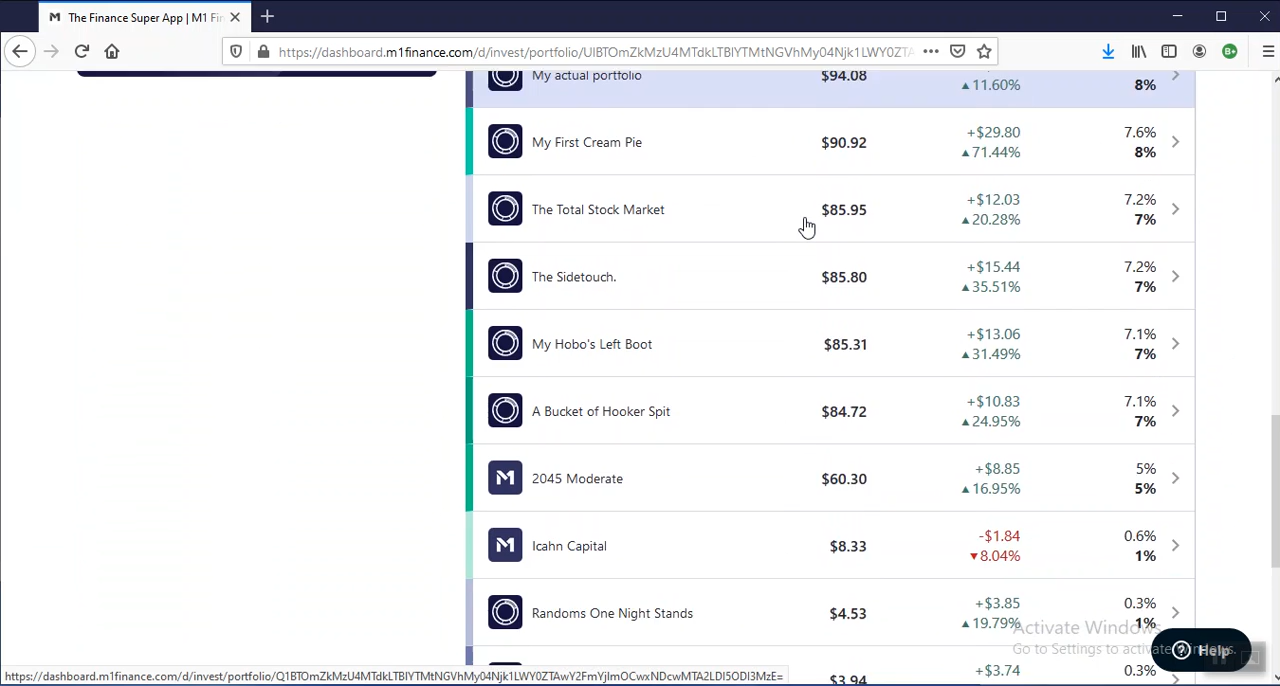 The Finance Super App | M1 Fin
https://dashboard.m1finance.com/d/invest/portfolio/UlBTOmZkMzU4MTdkLTBlYTMtNGVhMy04Njk1LWY0ZTA
My actual portfolio $94.08 ▲11.60% 8%
My First Cream Pie $90.92 +$29.80 7.6%
▲71.44% 8%
The Total Stock Market $85.95 +$12.03 7.2%
▲20.28% 7%
The Sidetouch. $85.80 +$15.44 7.2%
▲35.51% 7%
My Hobo's Left Boot $85.31 +$13.06 7.1%
▲31.49% 7%
A Bucket of Hooker Spit $84.72 +$10.83 7.1%
▲24.95% 7%
2045 Moderate $60.30 +$8.85 5%
▲16.95% 5%
Icahn Capital $8.33 -$1.84 0.6%
▼8.04% 1%
Randoms One Night Stands $4.53 +$3.85 0.3%
▲19.79% 1%
$3.94 +$3.74 0.3%
Activate Windows
Go to Settings to activate Windows.
Help
https://dashboard.m1finance.com/d/invest/portfolio/Q1BTOmZkMzU4MTdkLTBlYTMtNGVhMy04Njk1LWY0ZTAwY2FmYjlmOCwxNDcwMTA2LDI5ODI3MzE=